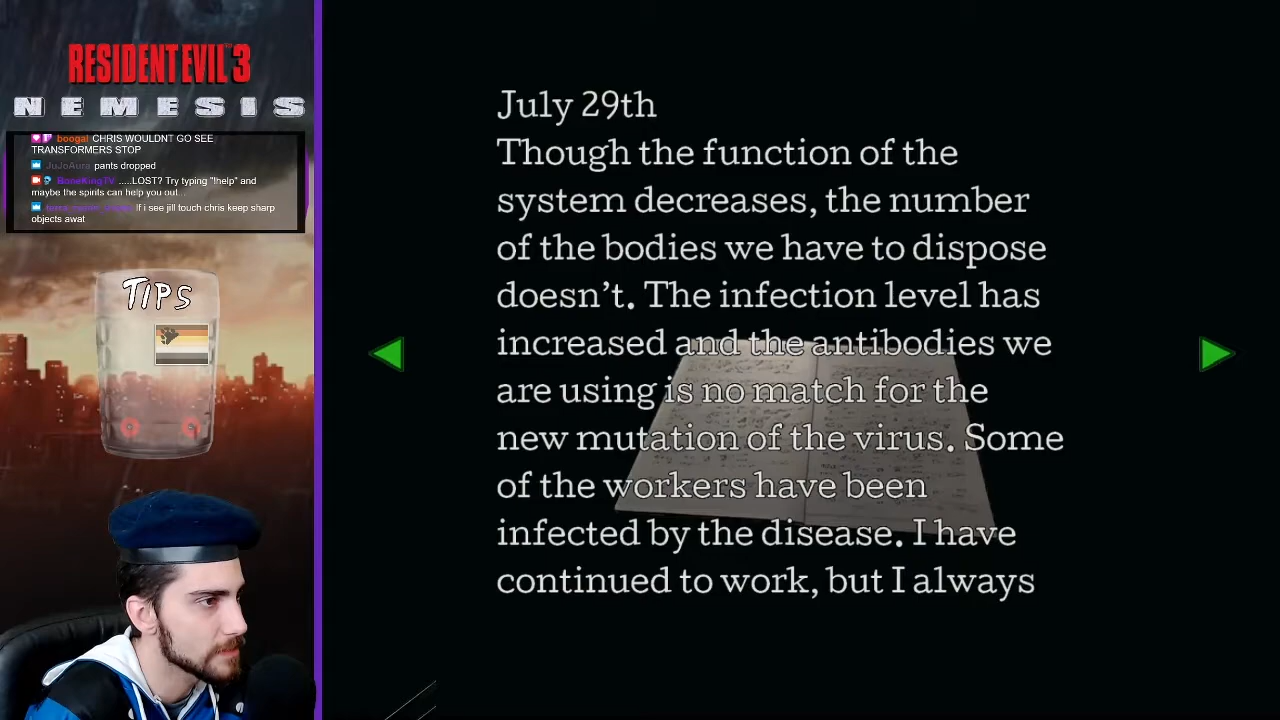 RESIDENT EVIL 3
NEMESIS
boogal CHRIS WOULDNT GO SEE
TRANSFORMERS STOP
JuJoAura pants dropped
BoneKingTV .....LOST? Try typing "!help" and
maybe the spirits can help you out..
If i see jill touch chris keep sharp
objects awat
TIPS
July 29th
Though the function of the
system decreases, the number
of the bodies we have to dispose
doesn't. The infection level has
increased and the antibodies we
are using is no match for the
new mutation of the virus. Some
of the workers have been
infected by the disease. I have
continued to work, but I always